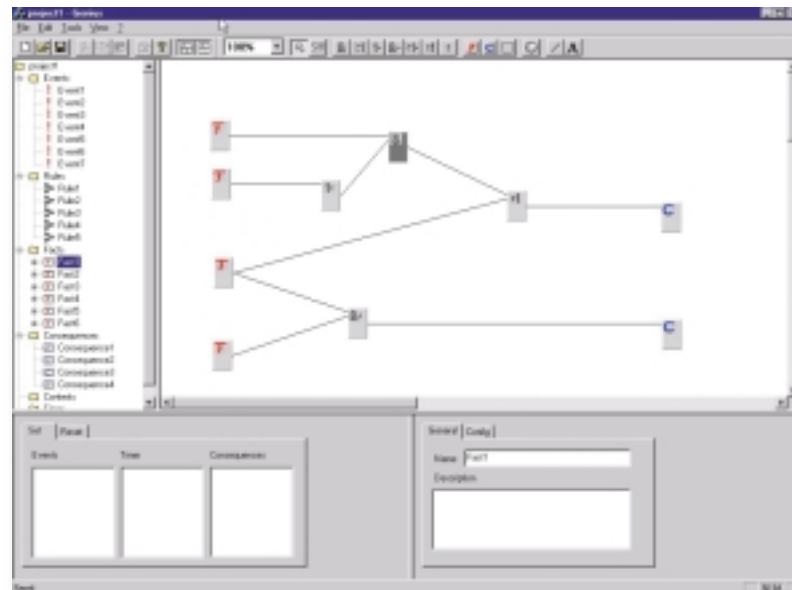 File Edit Tools View ?
100%
project1
Events
Event1
Event2
Event3
Event4
Event5
Event6
Event7
Rules
Rule1
Rule2
Rule3
Rule4
Rule5
Facts
Fact1
Fact2
Fact3
Fact4
Fact5
Fact6
Consequences
Consequence1
Consequence2
Consequence3
Consequence4
Contexts
F
F
F
F
C
C
Set Reset
Events Timer Consequences
General Config
Name Fact1
Description